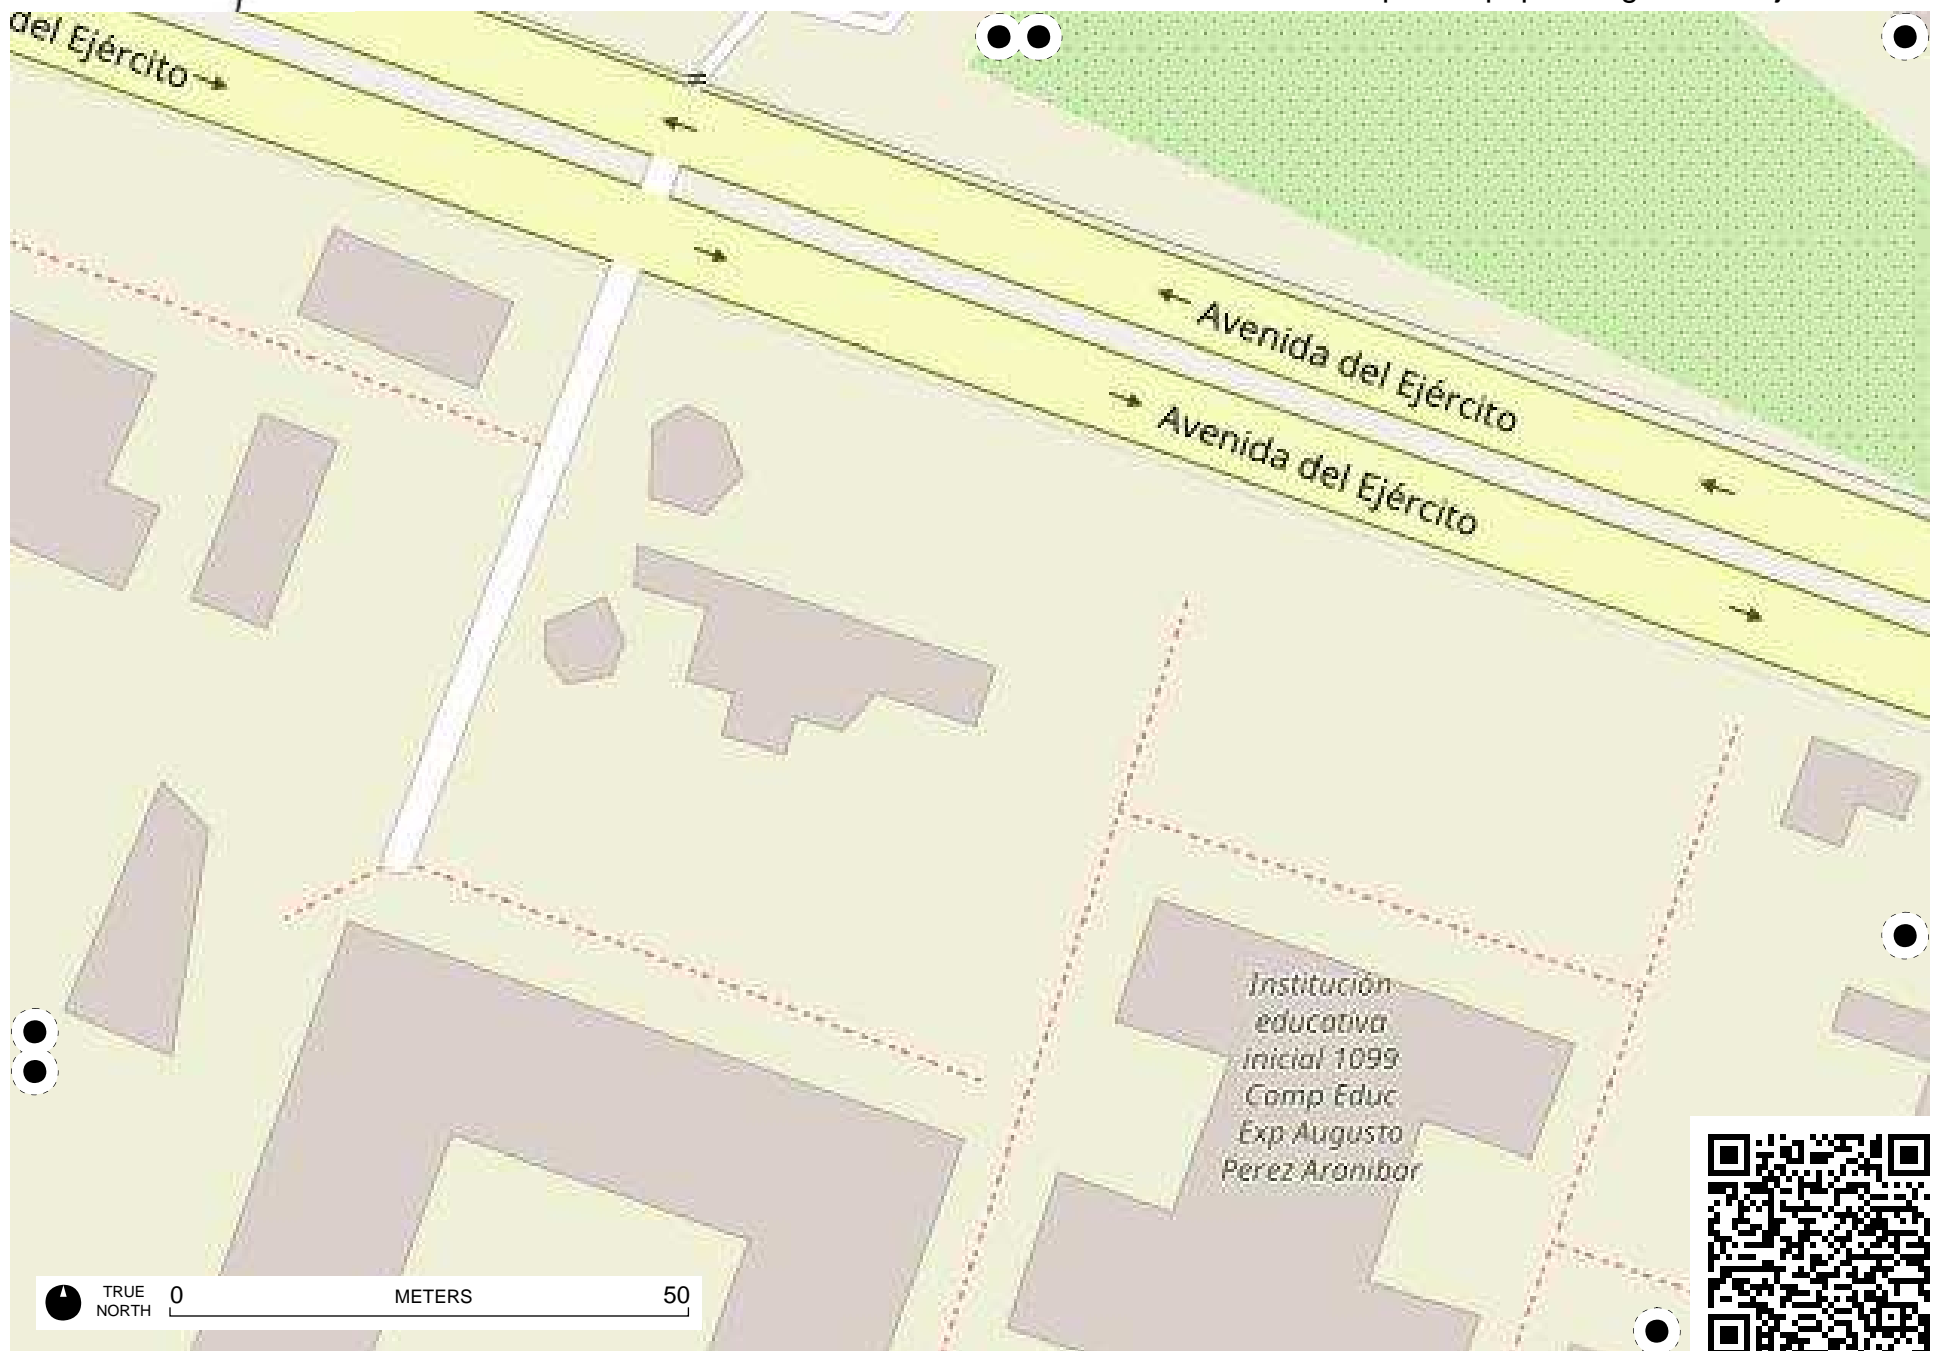 del Ejército
Avenida del Ejército
Avenida del Ejército
Institución
educativa
inicial 1099
Comp Educ
Exp Augusto
Perez Aranibar
TRUE
NORTH
0
METERS
50